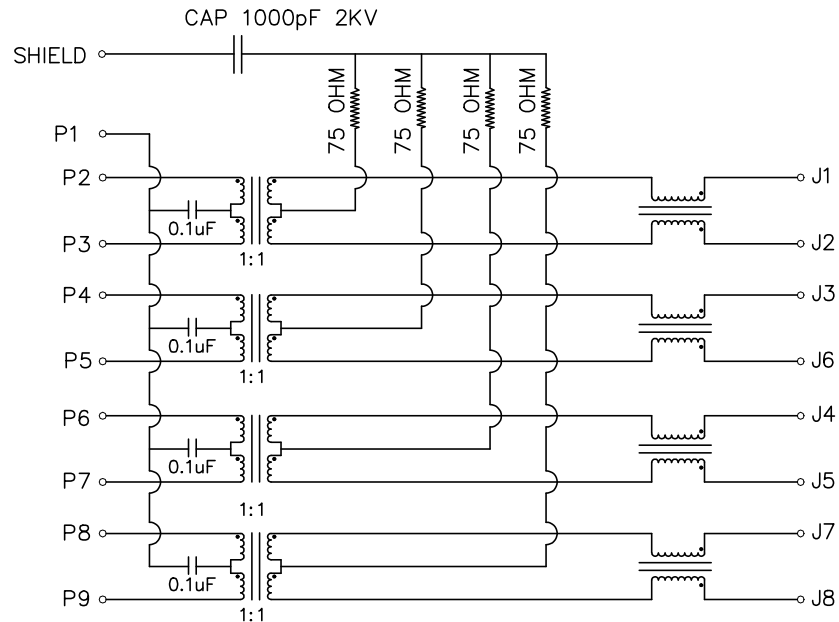 CAP 1000pF 2KV
SHIELD
75 OHM
75 OHM
75 OHM
75 OHM
P1
P2
J1
0.1uF
P3
J2
1:1
P4
J3
0.1uF
P5
J6
1:1
P6
J4
0.1uF
P7
J5
1:1
P8
J7
0.1uF
P9
J8
1:1